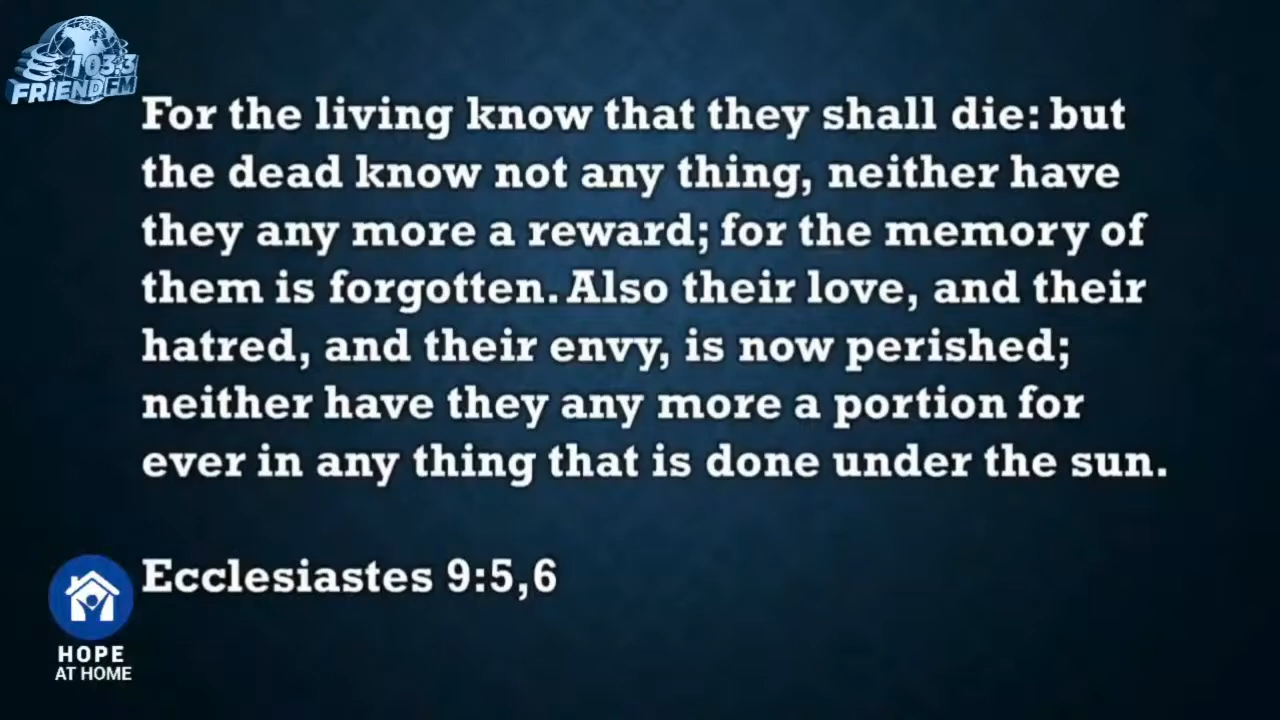 103.3
FRIEND FM
For the living know that they shall die: but
the dead know not any thing, neither have
they any more a reward; for the memory of
them is forgotten. Also their love, and their
hatred, and their envy, is now perished;
neither have they any more a portion for
ever in any thing that is done under the sun.
Ecclesiastes 9:5,6
HOPE
AT HOME